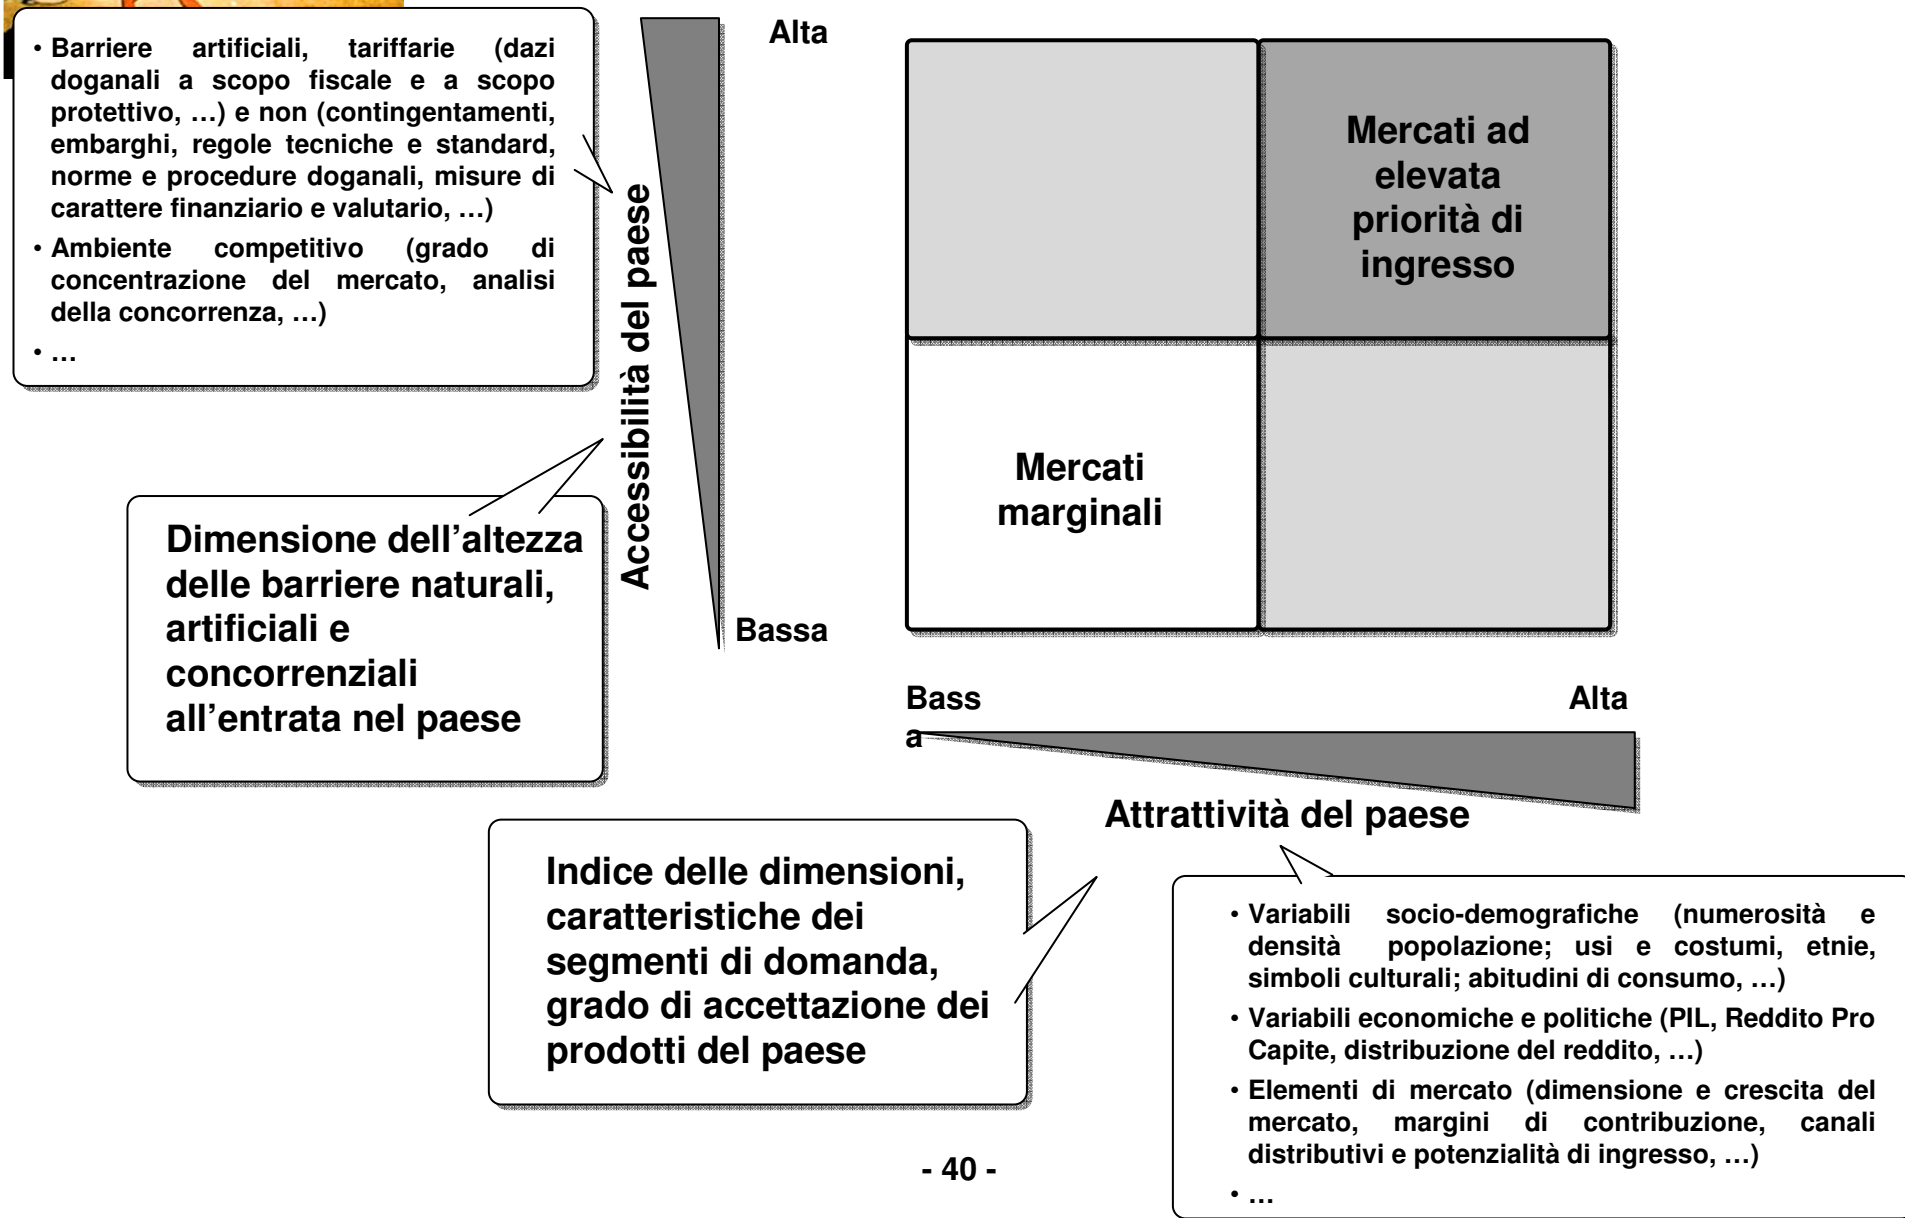 • Barriere artificiali, tariffarie (dazi
doganali a scopo fiscale e a scopo
protettivo, …) e non (contingentamenti,
embarghi, regole tecniche e standard,
norme e procedure doganali, misure di
carattere finanziario e valutario, …)
• Ambiente competitivo (grado di
concentrazione del mercato, analisi
della concorrenza, …)
• …
Dimensione dell’altezza
delle barriere naturali,
artificiali e
concorrenziali
all’entrata nel paese
Accessibilità del paese
Alta
Bassa
Mercati ad
elevata
priorità di
ingresso
Mercati
marginali
Bass
a
Alta
Attrattività del paese
Indice delle dimensioni,
caratteristiche dei
segmenti di domanda,
grado di accettazione dei
prodotti del paese
• Variabili socio-demografiche (numerosità e
densità popolazione; usi e costumi, etnie,
simboli culturali; abitudini di consumo, …)
• Variabili economiche e politiche (PIL, Reddito Pro
Capite, distribuzione del reddito, …)
• Elementi di mercato (dimensione e crescita del
mercato, margini di contribuzione, canali
distributivi e potenzialità di ingresso, …)
• …
- 40 -